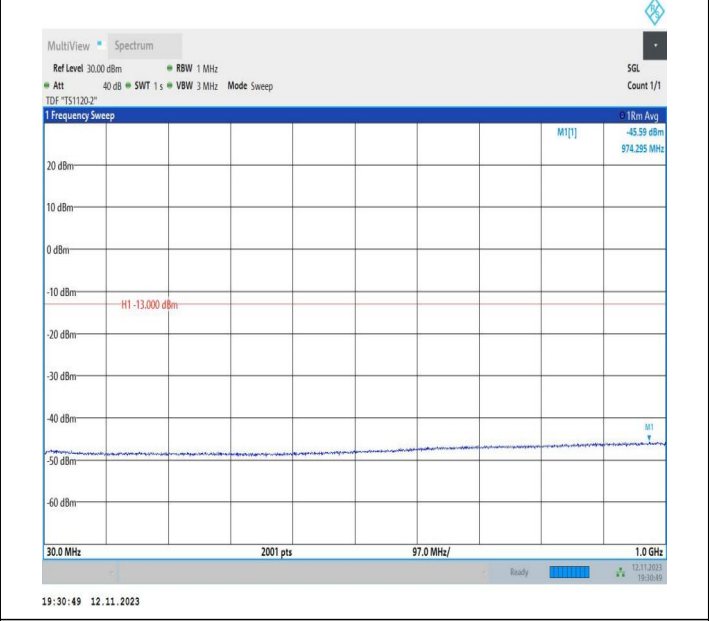 R S
MultiView Spectrum
Ref Level 30.00 dBm RBW 1 MHz SGL
Att 40 dB SWT 1 s VBW 3 MHz Mode Sweep Count 1/1
TDF "TS1120-2"
1 Frequency Sweep 1Rm Avg
M1[1] -45.59 dBm
974.295 MHz
20 dBm
10 dBm
0 dBm
-10 dBm
H1 -13.000 dBm
-20 dBm
-30 dBm
-40 dBm
M1
-50 dBm
-60 dBm
30.0 MHz 2001 pts 97.0 MHz/ 1.0 GHz
Ready 12.11.2023
19:30:49
19:30:49 12.11.2023